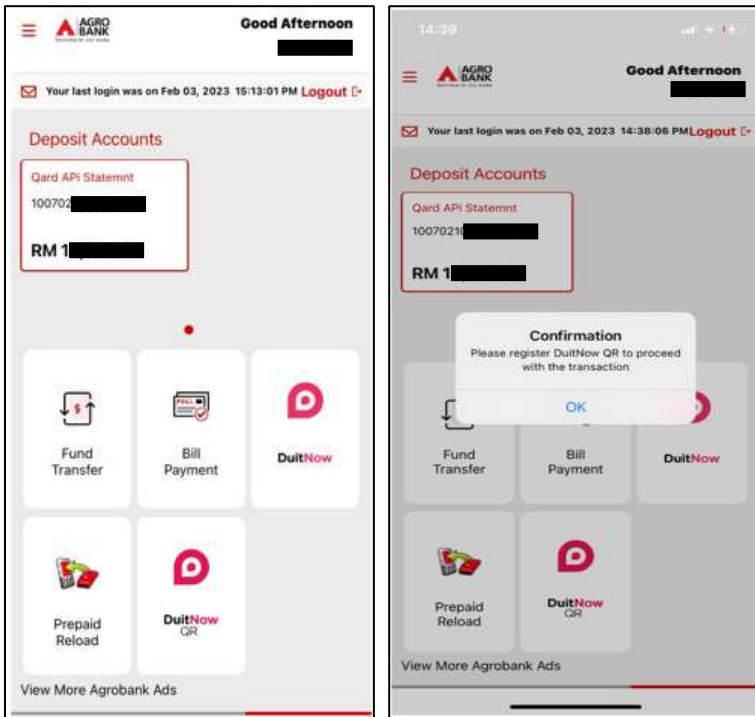 AGRO
BANK
Good Afternoon
Your last login was on Feb 03, 2023 15:13:01 PM Logout
Deposit Accounts
Qard APi Statemnt
100702
RM 1
Fund
Transfer
Bill
Payment
DuitNow
Prepaid
Reload
DuitNow
QR
View More Agrobank Ads
14:39
AGRO
BANK
Good Afternoon
Your last login was on Feb 03, 2023 14:38:06 PM Logout
Deposit Accounts
Qard APi Statemnt
1007021
RM 1
Confirmation
Please register DuitNow QR to proceed
with the transaction
OK
Fund
Transfer
Bill
Payment
DuitNow
Prepaid
Reload
DuitNow
QR
View More Agrobank Ads